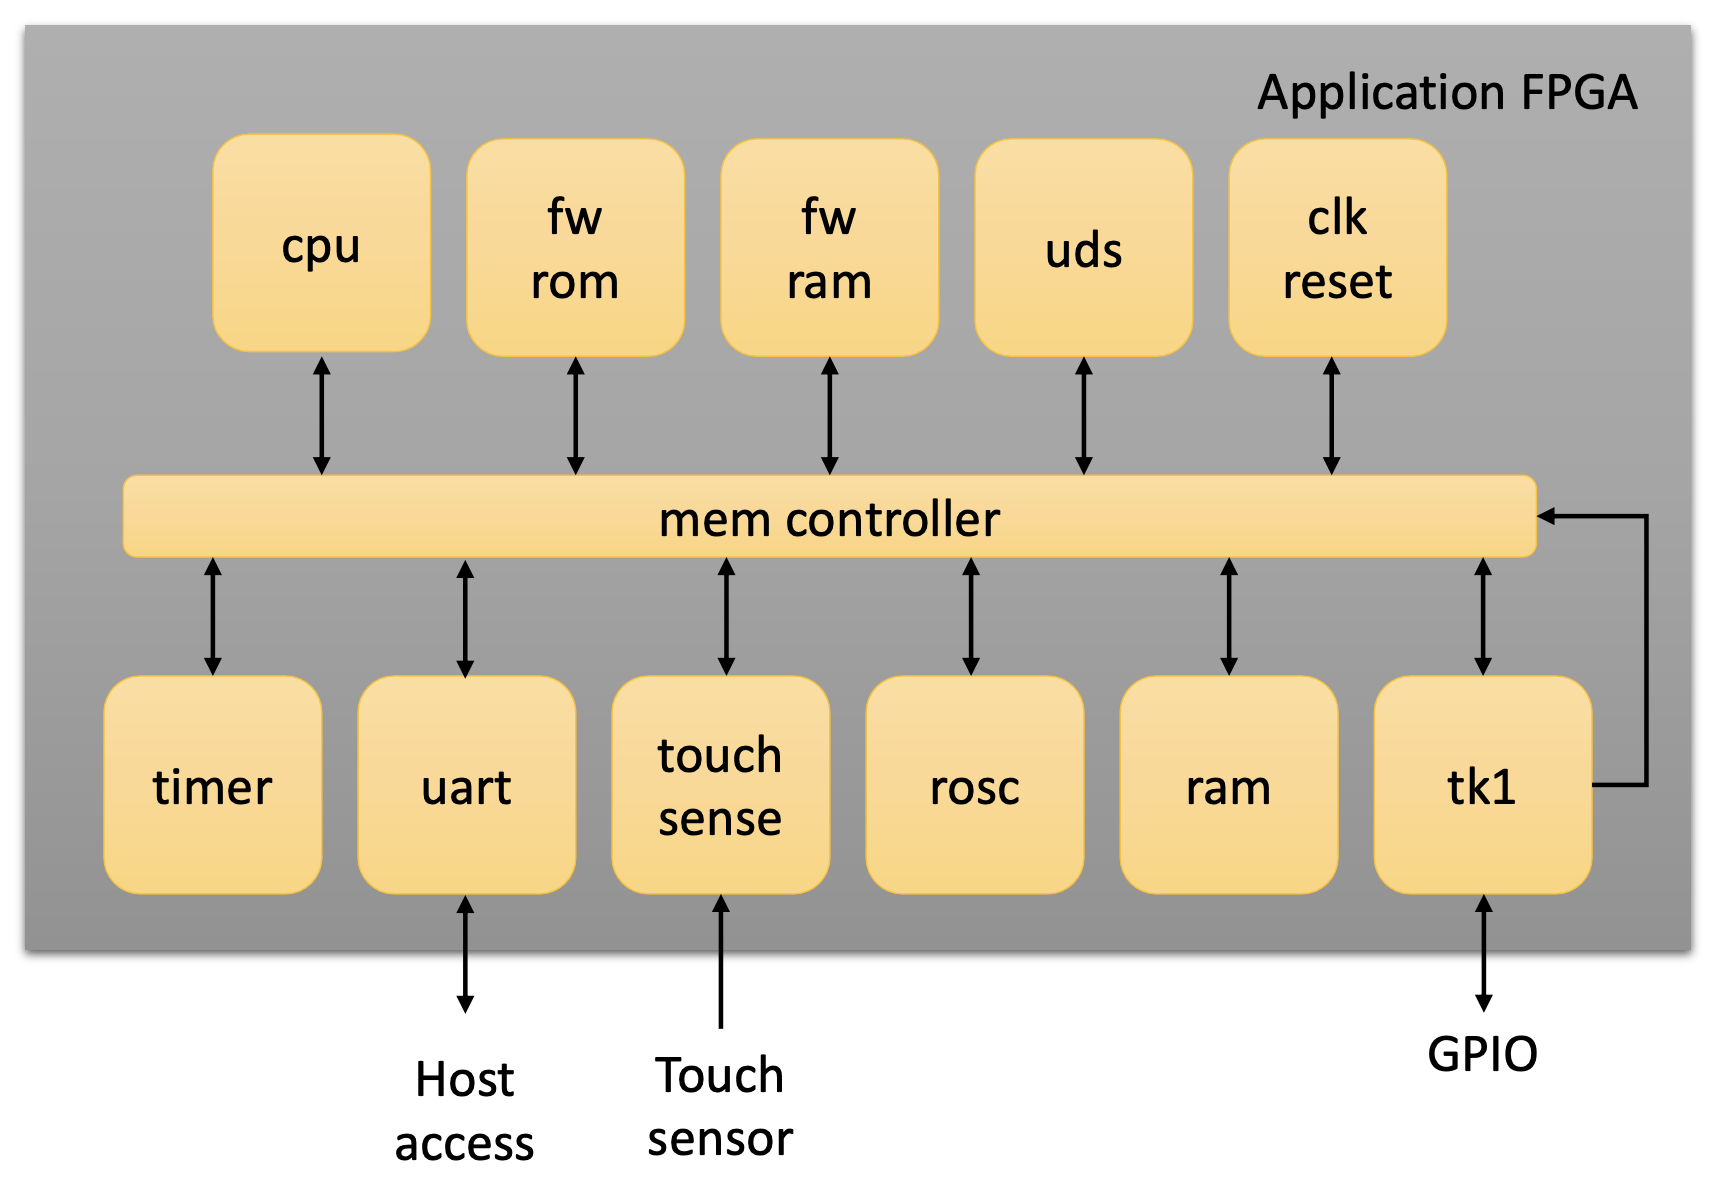 Application FPGA
cpu
fw
rom
fw
ram
uds
clk
reset
mem controller
timer
uart
touch
sense
rosc
ram
tk1
Host
access
Touch
sensor
GPIO